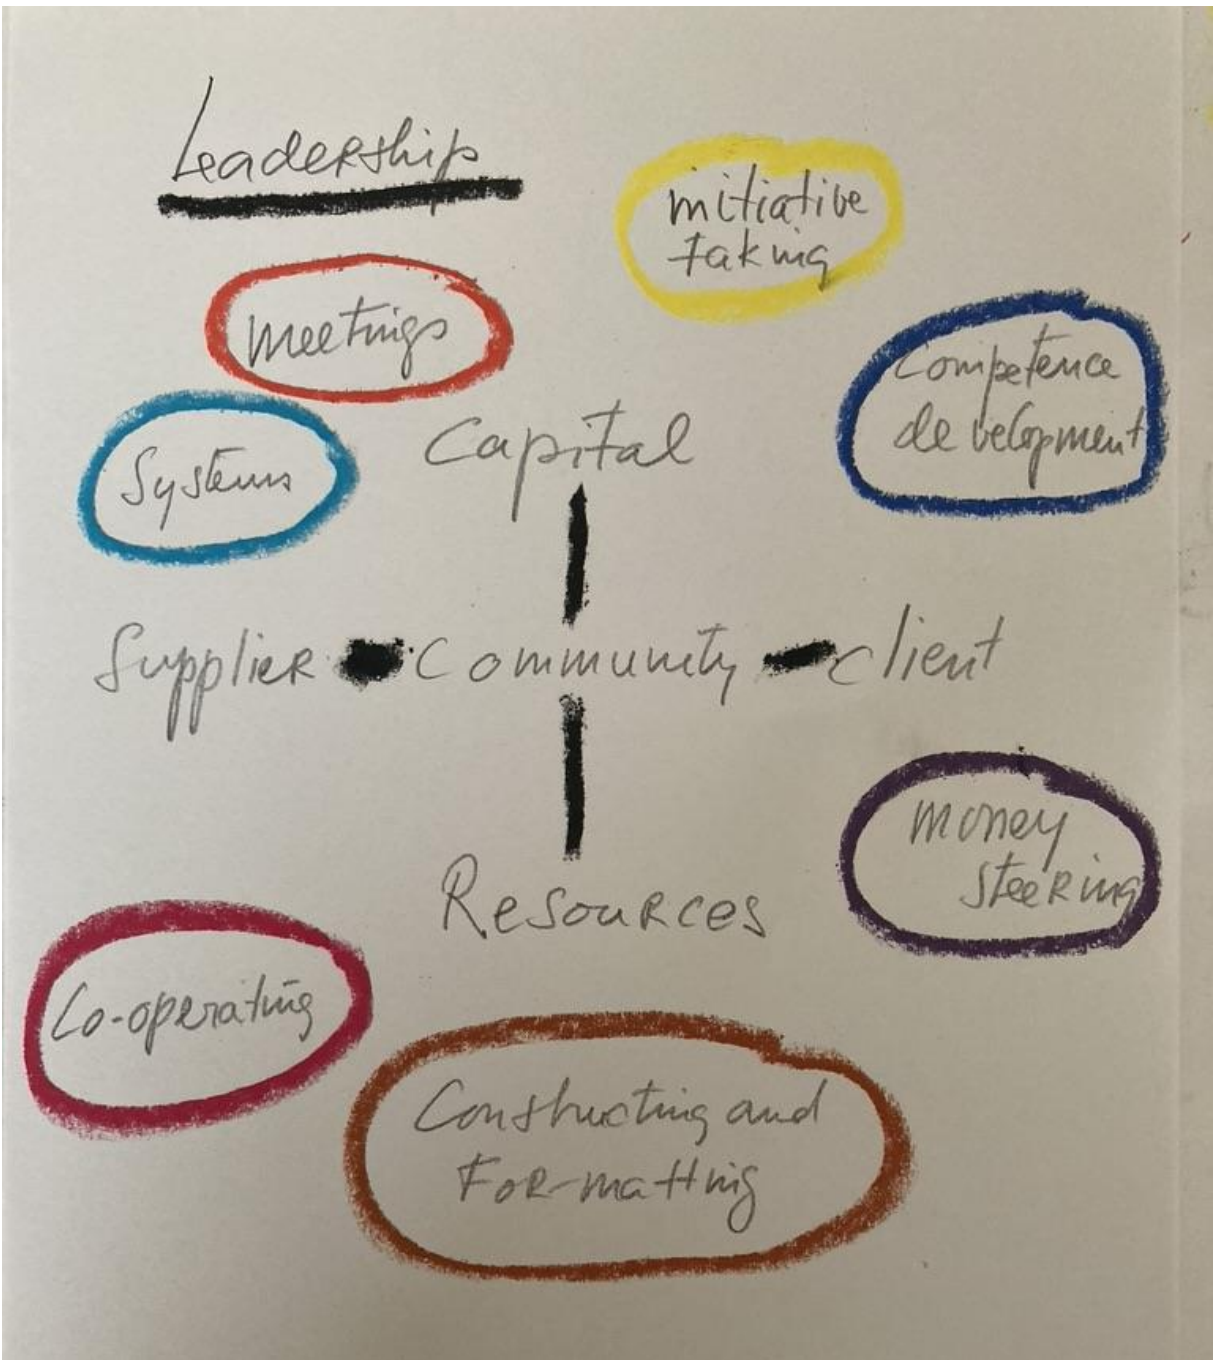 Leadership
initiative
taking
meetings
Competence
development
Capital
Systems
Supplier Community client
money
steering
Resources
Co-operating
Constructing and
For-matting